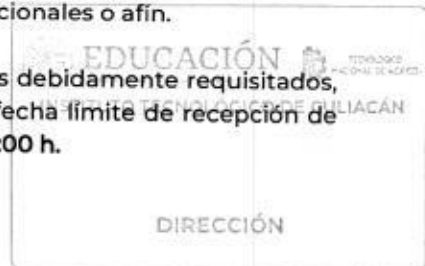 cionales o afín.
EDUCACIÓN
s debidamente requisitados,
INSTITUTO TECNOLÓGICO DE CULIACÁN
fecha límite de recepción de
:00 h.
DIRECCIÓN